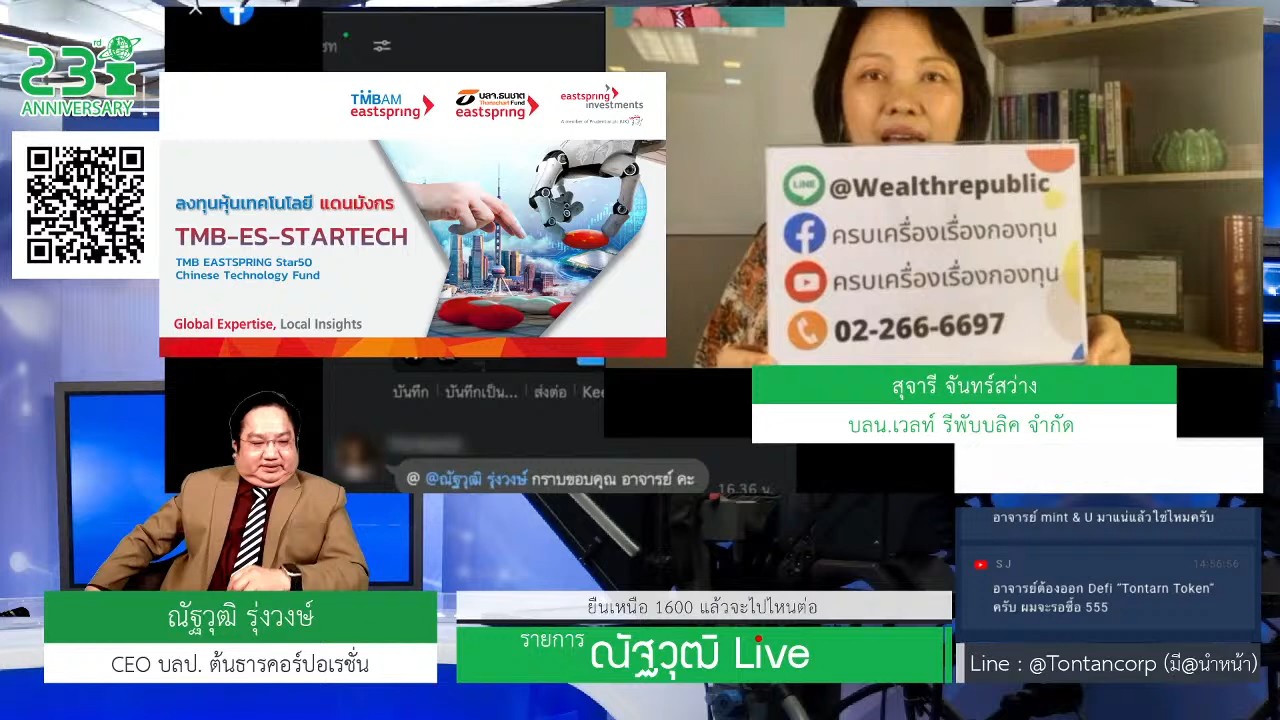 23rd
ANNIVERSARY
TMBAM
eastspring
บลจ.ธนชาต
Thanachart Fund
eastspring
eastspring
investments
ลงทุนหุ้นเทคโนโลยี แดนมังกร
TMB-ES-STARTECH
TMB EASTSPRING Star50
Chinese Technology Fund
Global Expertise, Local Insights
LINE
@Wealthrepublic
ครบเครื่องเรื่องกองทุน
ครบเครื่องเรื่องกองทุน
02-266-6697
สุจารี จันทร์สว่าง
บลน.เวลท์ รีพับบลิค จำกัด
บันทึก
บันทึกเป็น...
ส่งต่อ
@ @ณัฐวุฒิ รุ่งวงษ์ กราบขอบคุณ อาจารย์ คะ
16.36 น.
อาจารย์ mint & U มาแน่แล้วใช่ไหมครับ
S J
14:56:56
อาจารย์ต้องออก Defi "Tontarn Token"
ครับ ผมจะรอซื้อ 555
ณัฐวุฒิ รุ่งวงษ์
CEO บลป. ต้นธารคอร์ปอเรชั่น
ยืนเหนือ 1600 แล้วจะไปไหนต่อ
รายการ
ณัฐวุฒิ Live
Line : @Tontancorp (มี@นำหน้า)